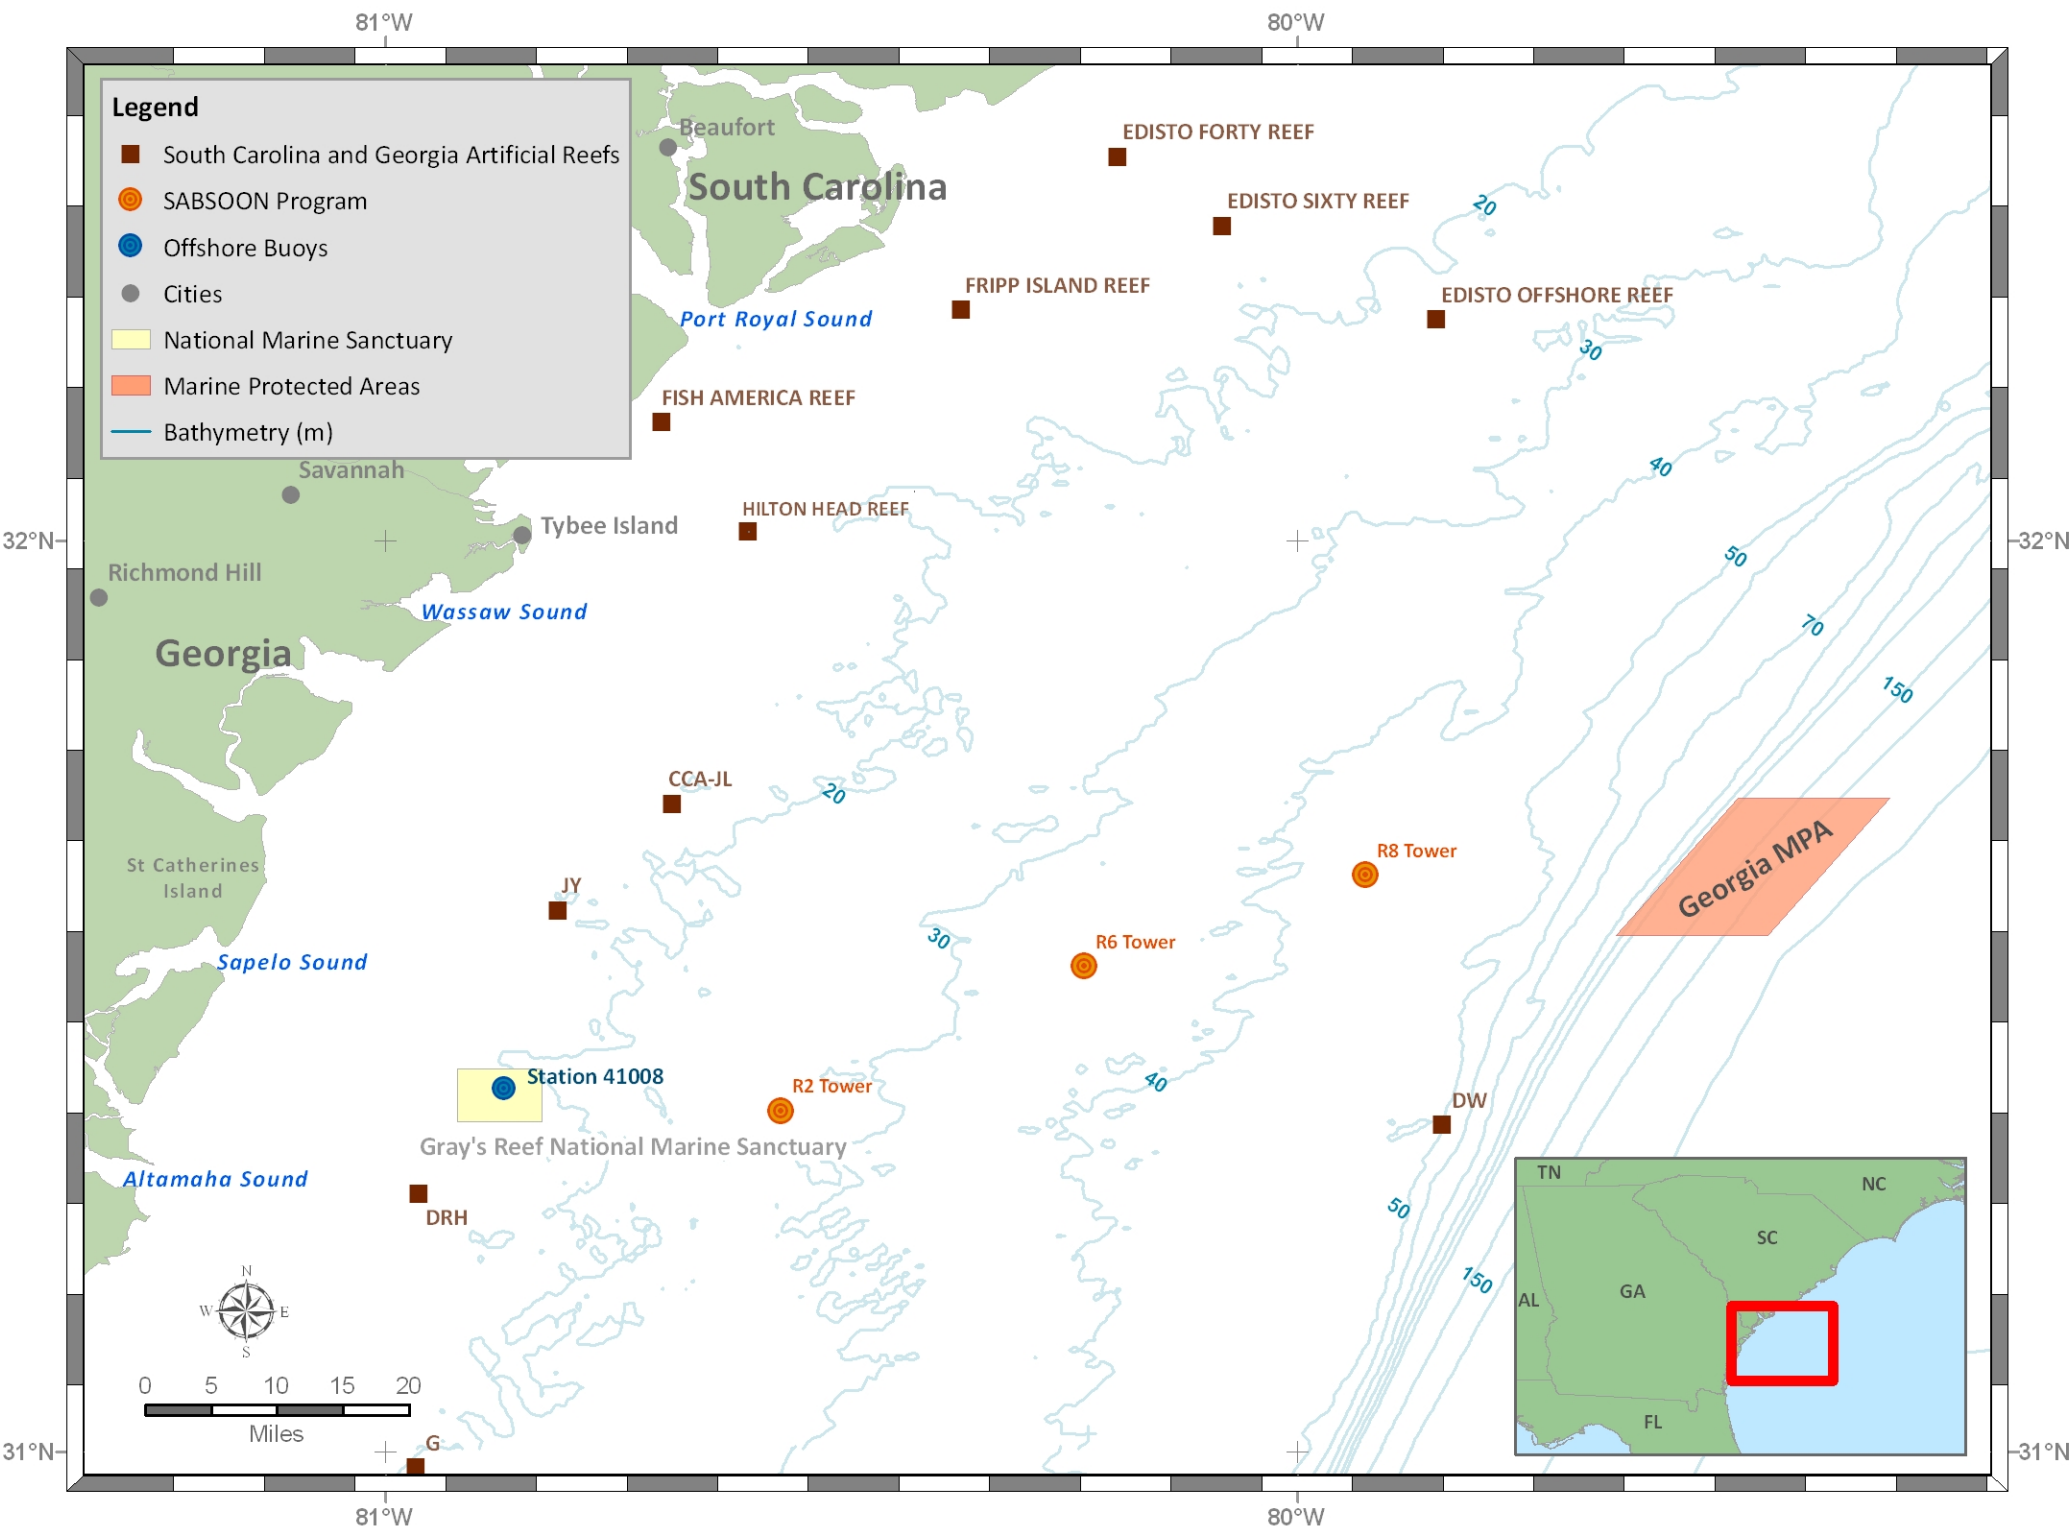 81°W
80°W
Legend
South Carolina and Georgia Artificial Reefs
SABSOON Program
Offshore Buoys
Cities
National Marine Sanctuary
Marine Protected Areas
Bathymetry (m)
Beaufort
South Carolina
EDISTO FORTY REEF
EDISTO SIXTY REEF
20
FRIPP ISLAND REEF
EDISTO OFFSHORE REEF
Port Royal Sound
30
FISH AMERICA REEF
40
Savannah
HILTON HEAD REEF
Tybee Island
32°N
32°N
50
Richmond Hill
Wassaw Sound
70
Georgia
150
CCA-JL
20
Georgia MPA
R8 Tower
St Catherines
Island
JY
30
R6 Tower
Sapelo Sound
Station 41008
R2 Tower
40
DW
Gray's Reef National Marine Sanctuary
Altamaha Sound
DRH
50
150
TN
NC
SC
GA
AL
FL
N
W
E
S
0
5
10
15
20
Miles
G
31°N
31°N
81°W
80°W